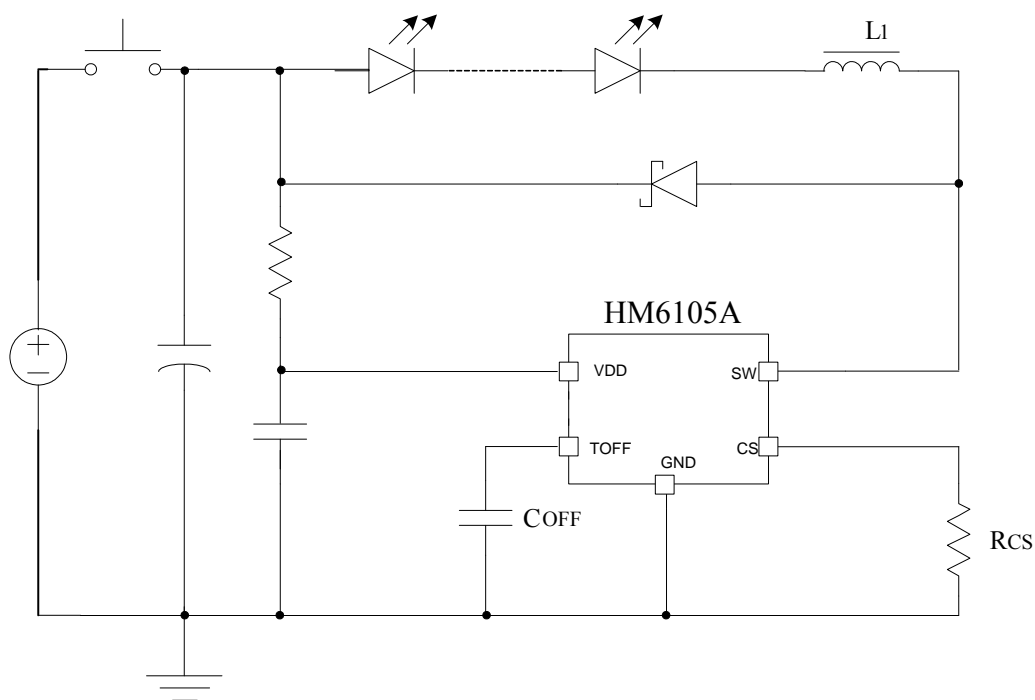 L1
HM6105A
VDD
SW
TOFF
CS
GND
COFF
RCS